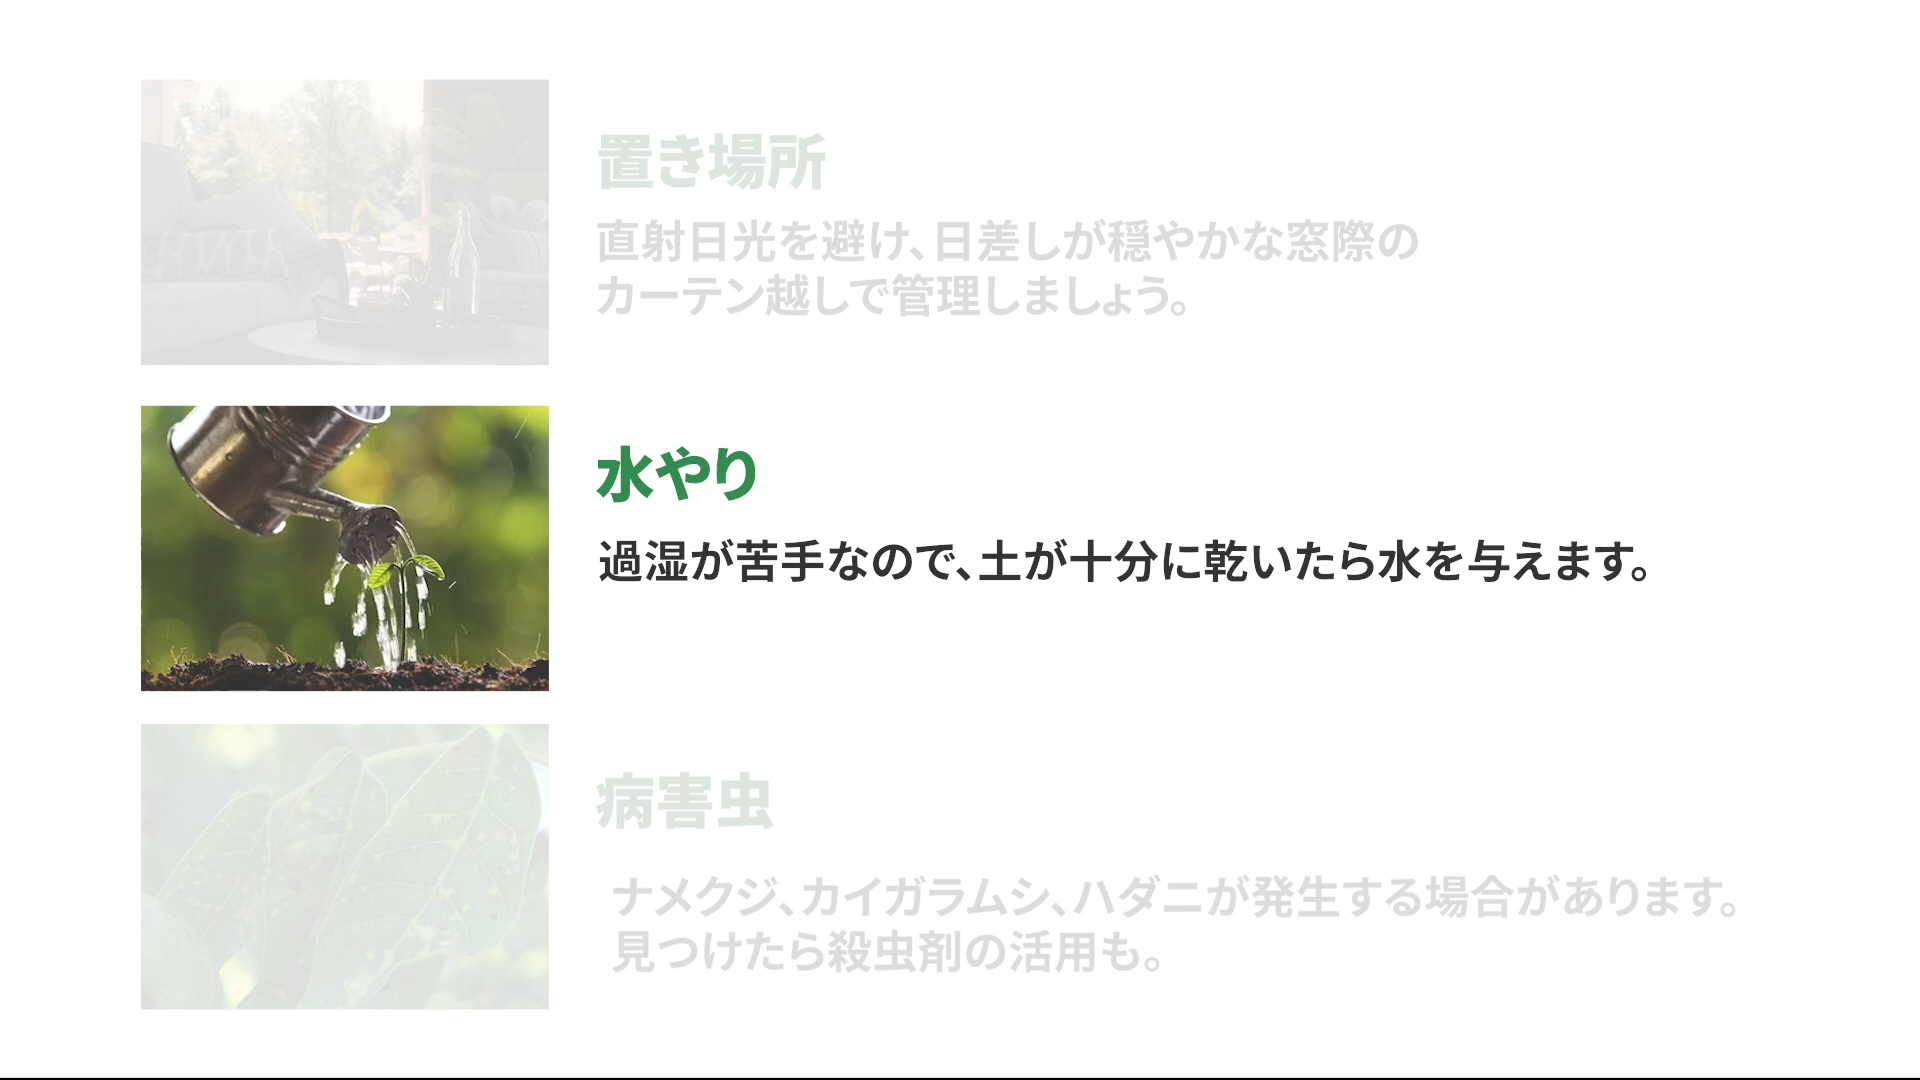 置き場所
直射日光を避け、日差しが穏やかな窓際の
カーテン越しで管理しましょう。
水やり
過湿が苦手なので、土が十分に乾いたら水を与えます。
病害虫
ナメクジ、カイガラムシ、ハダニが発生する場合があります。
見つけたら殺虫剤の活用も。